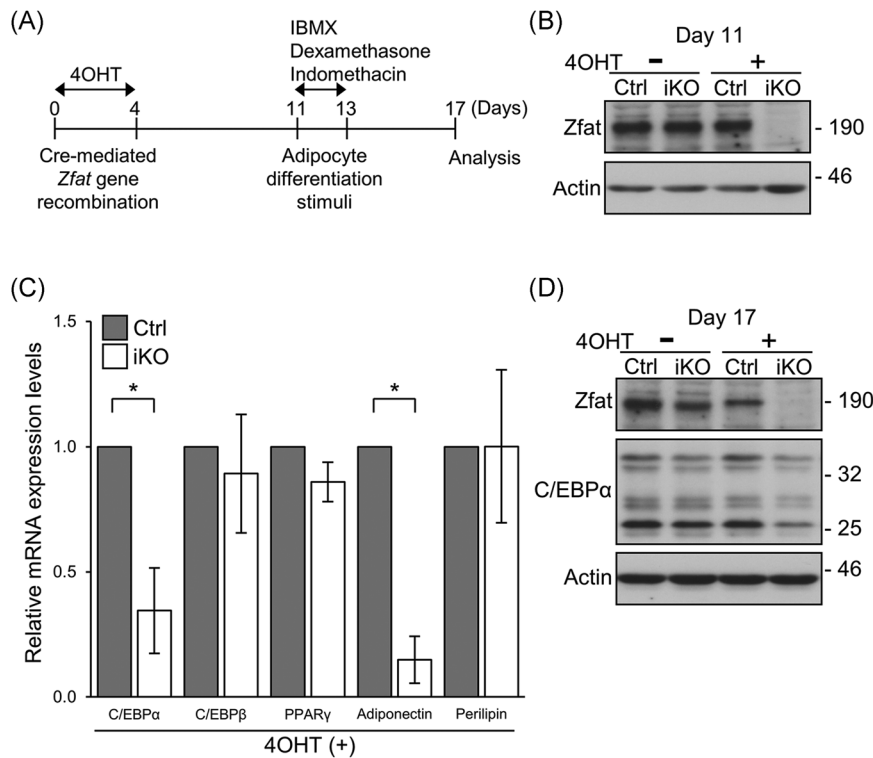 (A)
IBMX
Dexamethasone
Indomethacin
4OHT
0 4 11 13 17 (Days)
Cre-mediated
Zfat gene
recombination
Adipocyte
differentiation
stimuli
Analysis
(B)
Day 11
4OHT - +
Ctrl iKO Ctrl iKO
Zfat - 190
- 46
Actin
(C)
Relative mRNA expression levels
1.5
1.0
0.5
0.0
Ctrl
iKO
*
*
C/EBPα C/EBPβ PPARγ Adiponectin Perilipin
4OHT (+)
(D)
Day 17
4OHT - +
Ctrl iKO Ctrl iKO
Zfat - 190
- 32
C/EBPα
- 25
- 46
Actin